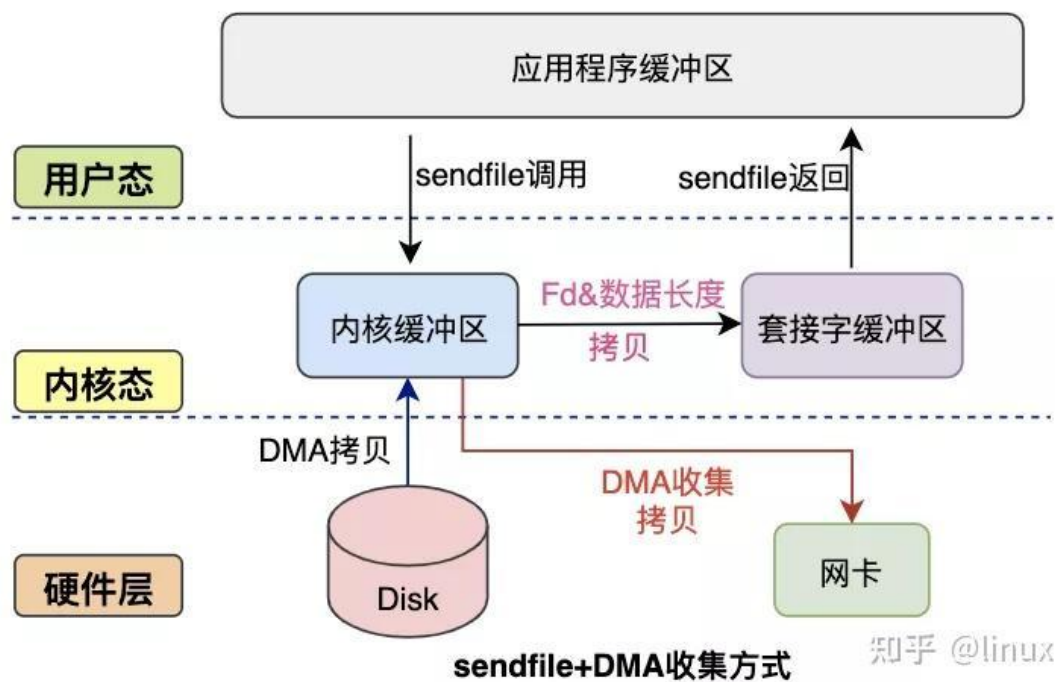 应用程序缓冲区
用户态
sendfile调用
sendfile返回
内核缓冲区
Fd&数据长度
拷贝
套接字缓冲区
内核态
DMA拷贝
DMA收集
拷贝
硬件层
Disk
网卡
sendfile+DMA收集方式
知乎 @linux